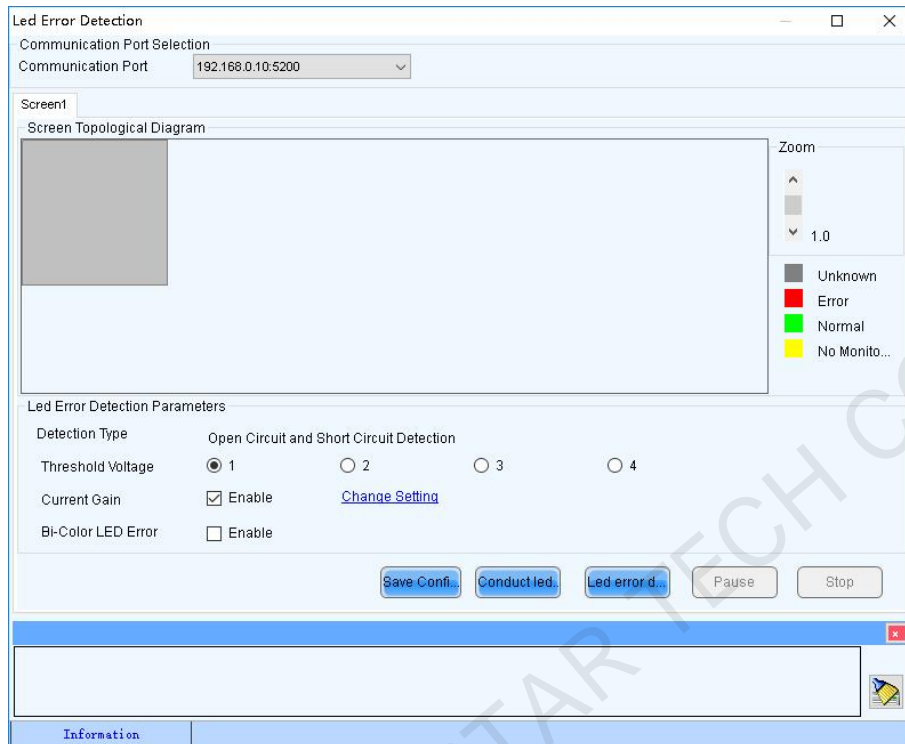 Led Error Detection
Communication Port Selection
Communication Port 192.168.0.10:5200
Screen1
Screen Topological Diagram
Zoom
1.0
Unknown
Error
Normal
No Monito...
Led Error Detection Parameters
Detection Type Open Circuit and Short Circuit Detection
Threshold Voltage 1 2 3 4
Current Gain Enable Change Setting
Bi-Color LED Error Enable
Save Confi... Conduct led... Led error d... Pause Stop
Information
TAR TECH CO